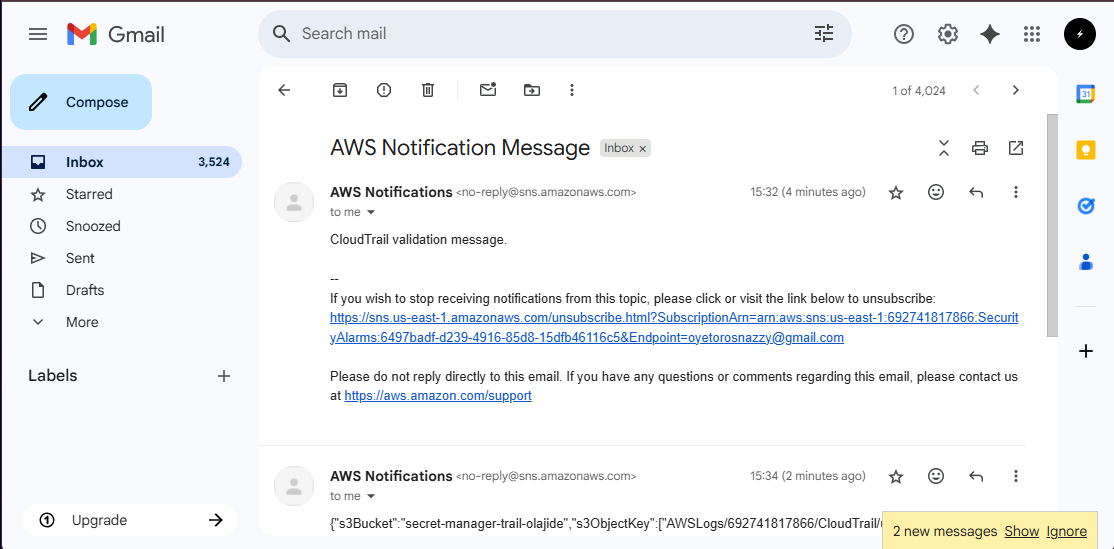 Gmail
Search mail
Compose
1 of 4,024
Inbox 3,524
Starred
Snoozed
Sent
Drafts
More
Labels
Upgrade
AWS Notification Message Inbox ×
AWS Notifications <no-reply@sns.amazonaws.com> 15:32 (4 minutes ago)
to me
CloudTrail validation message.
--
If you wish to stop receiving notifications from this topic, please click or visit the link below to unsubscribe:
https://sns.us-east-1.amazonaws.com/unsubscribe.html?SubscriptionArn=arn:aws:sns:us-east-1:692741817866:Securit
yAlarms:6497badf-d239-4916-85d8-15dfb46116c5&Endpoint=oyetorosnazzy@gmail.com
Please do not reply directly to this email. If you have any questions or comments regarding this email, please contact us
at https://aws.amazon.com/support
AWS Notifications <no-reply@sns.amazonaws.com> 15:34 (2 minutes ago)
to me
{"s3Bucket":"secret-manager-trail-olajide","s3ObjectKey":["AWSLogs/692741817866/CloudTrail/
2 new messages Show Ignore
31